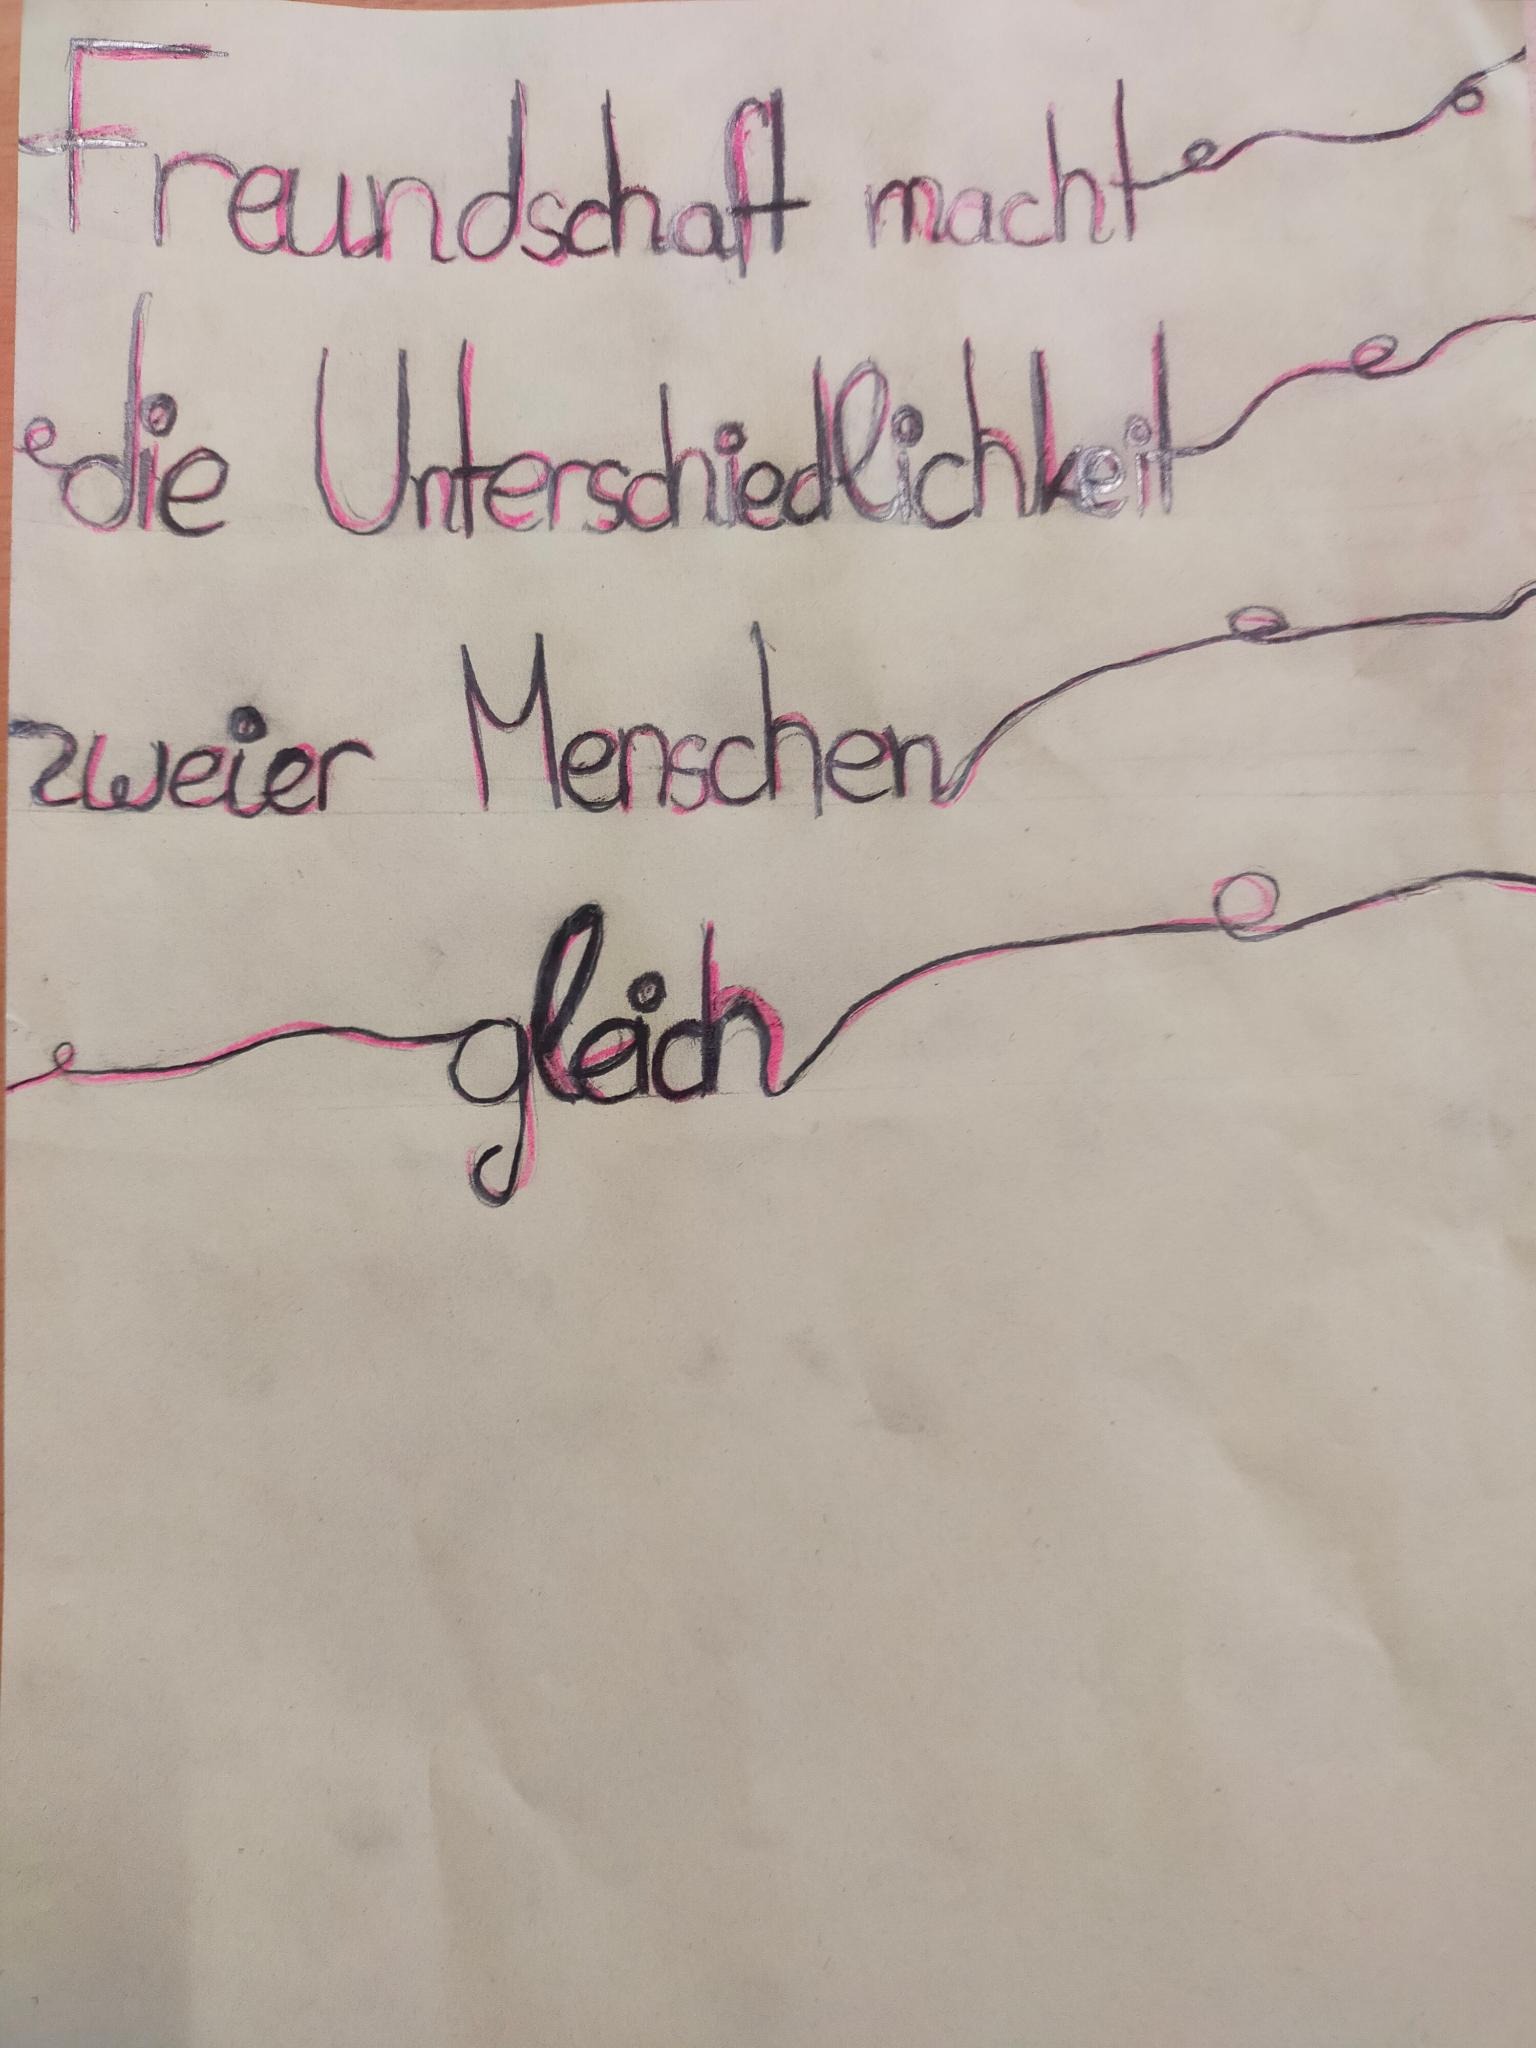 Freundschaft macht
die Unterschiedlichkeit
zweier Menschen
gleich